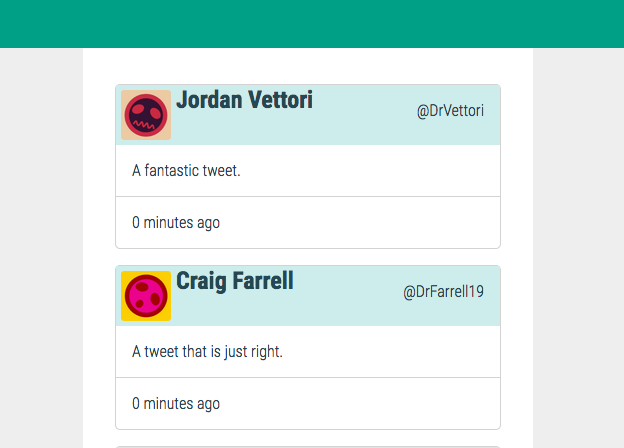 Jordan Vettori
@DrVettori
A fantastic tweet.
0 minutes ago
Craig Farrell
@DrFarrell19
A tweet that is just right.
0 minutes ago